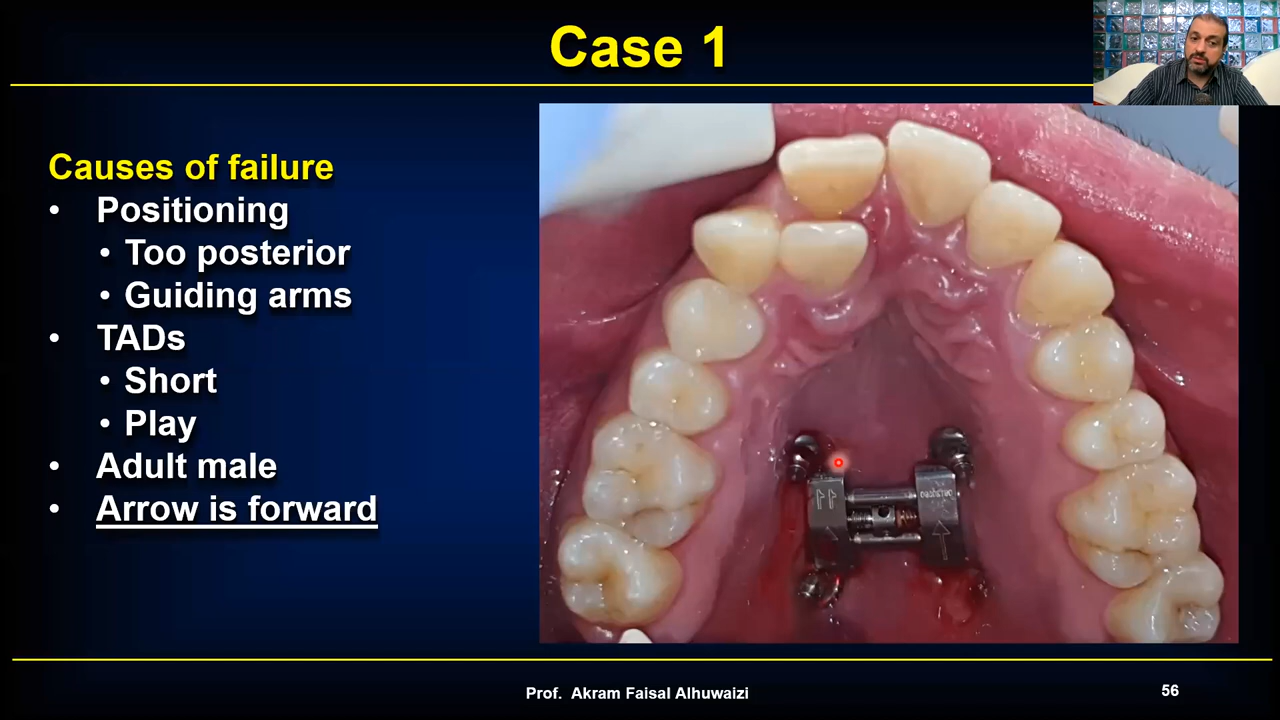 Case 1
Causes of failure
• Positioning
• Too posterior
• Guiding arms
• TADs
• Short
• Play
• Adult male
• Arrow is forward
Prof. Akram Faisal Alhuwaizi
56